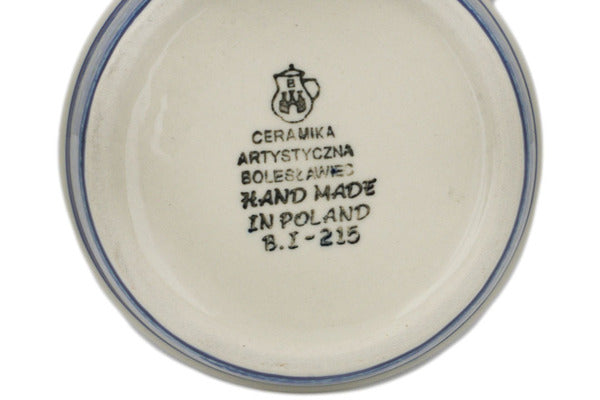 B
CERAMIKA
ARTYSTYCZNA
BOLESŁAWIEC
HAND MADE
IN POLAND
B.I-215